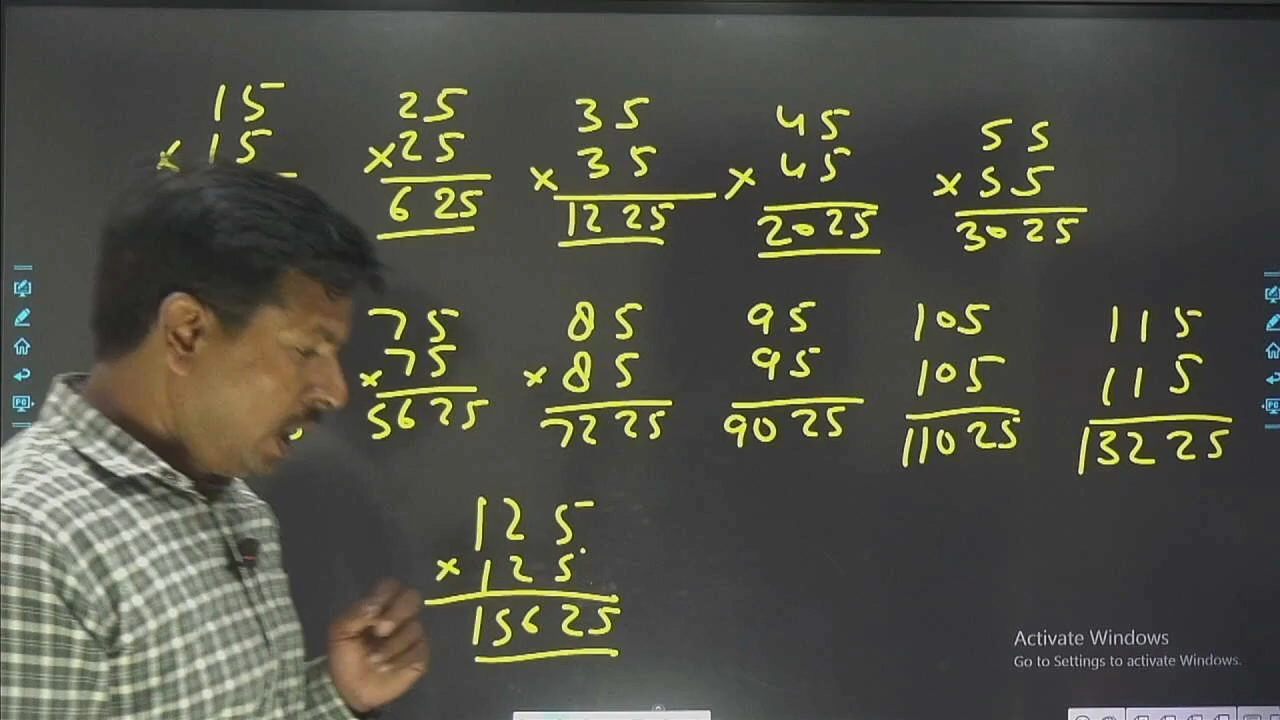 15 25 35 45 55
× 15 × 25 × 35 × 45 × 55
625 1225 2025 3025
75 85 95 105 115
× 75 × 85 95 105 115
5625 7225 9025 11025 13225
125
× 125
15625
Activate Windows
Go to Settings to activate Windows.